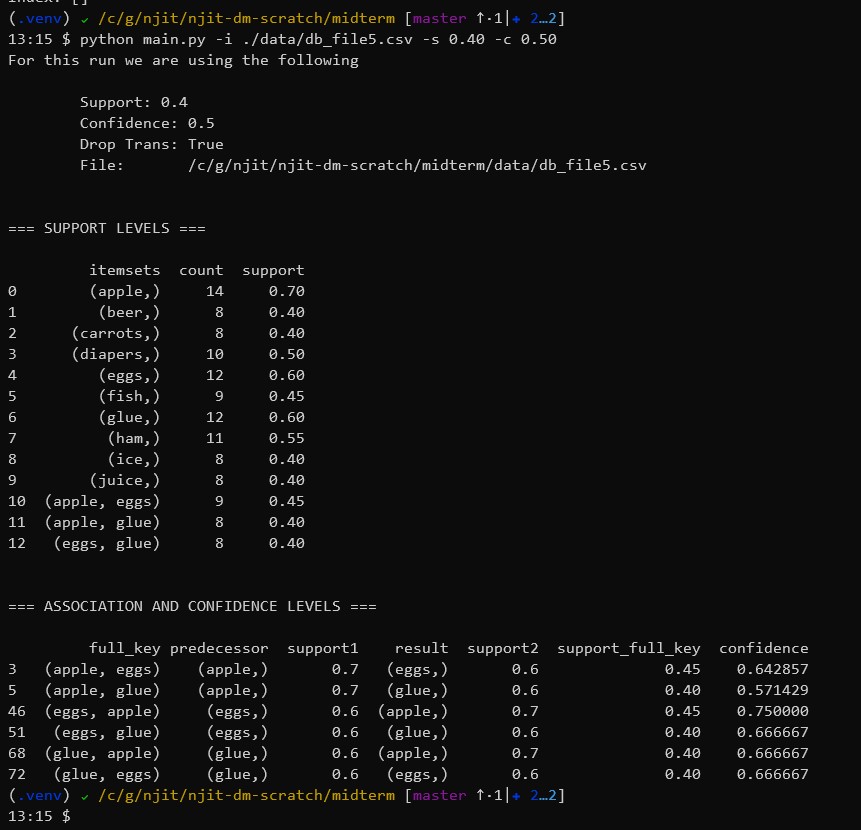 index: []
(.venv) ✓ /c/g/njit/njit-dm-scratch/midterm [master ↑·1|✚ 2…2]
13:15 $ python main.py -i ./data/db_file5.csv -s 0.40 -c 0.50
For this run we are using the following
Support: 0.4
Confidence: 0.5
Drop Trans: True
File: /c/g/njit/njit-dm-scratch/midterm/data/db_file5.csv
=== SUPPORT LEVELS ===
itemsets count support
0 (apple,) 14 0.70
1 (beer,) 8 0.40
2 (carrots,) 8 0.40
3 (diapers,) 10 0.50
4 (eggs,) 12 0.60
5 (fish,) 9 0.45
6 (glue,) 12 0.60
7 (ham,) 11 0.55
8 (ice,) 8 0.40
9 (juice,) 8 0.40
10 (apple, eggs) 9 0.45
11 (apple, glue) 8 0.40
12 (eggs, glue) 8 0.40
=== ASSOCIATION AND CONFIDENCE LEVELS ===
full_key predecessor support1 result support2 support_full_key confidence
3 (apple, eggs) (apple,) 0.7 (eggs,) 0.6 0.45 0.642857
5 (apple, glue) (apple,) 0.7 (glue,) 0.6 0.40 0.571429
46 (eggs, apple) (eggs,) 0.6 (apple,) 0.7 0.45 0.750000
51 (eggs, glue) (eggs,) 0.6 (glue,) 0.6 0.40 0.666667
68 (glue, apple) (glue,) 0.6 (apple,) 0.7 0.40 0.666667
72 (glue, eggs) (glue,) 0.6 (eggs,) 0.6 0.40 0.666667
(.venv) ✓ /c/g/njit/njit-dm-scratch/midterm [master ↑·1|✚ 2…2]
13:15 $